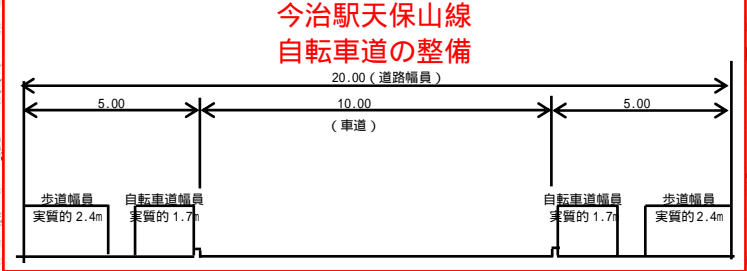 今治駅天保山線
自転車道の整備
20.00(道路幅員)
5.00
10.00
5.00
(車道)
歩道幅員
実質的 2.4m
自転車道幅員
実質的 1.7m
自転車道幅員
実質的 1.7m
歩道幅員
実質的 2.4m